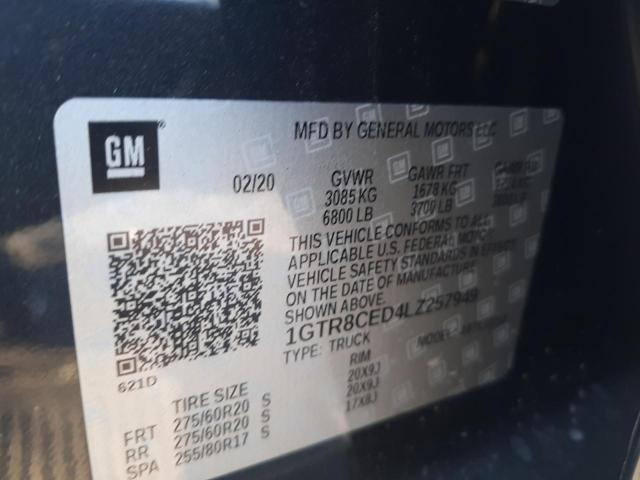 GM ®
MFD BY GENERAL MOTORS LLC
02/20 GVWR GAWR FRT
3085 KG 1678 KG
6800 LB 3700 LB
THIS VEHICLE CONFORMS TO ALL
APPLICABLE U.S. FEDERAL MOTOR
VEHICLE SAFETY STANDARDS IN EFFECT
ON THE DATE OF MANUFACTURE
SHOWN ABOVE.
1GTR8CED4LZ257949
TYPE: TRUCK MODEL:
621D
TIRE SIZE RIM
FRT 275/60R20 S 20X9J
RR 275/60R20 S 20X9J
SPA 255/80R17 S 17X8J